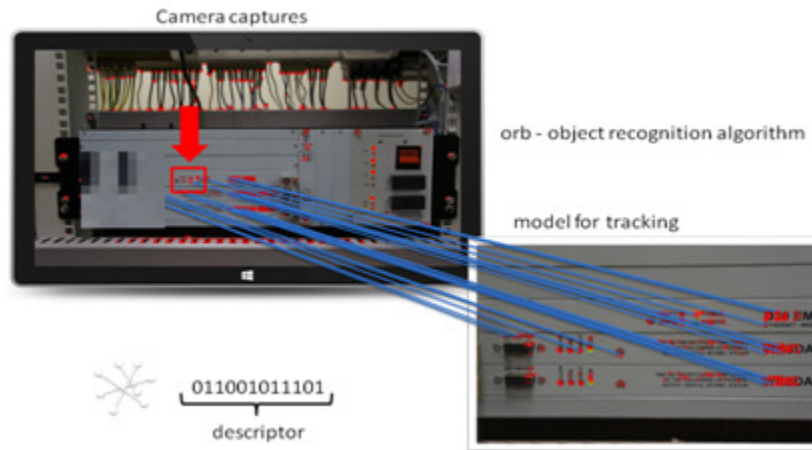 Camera captures
orb - object recognition algorithm
model for tracking
011001011101
descriptor